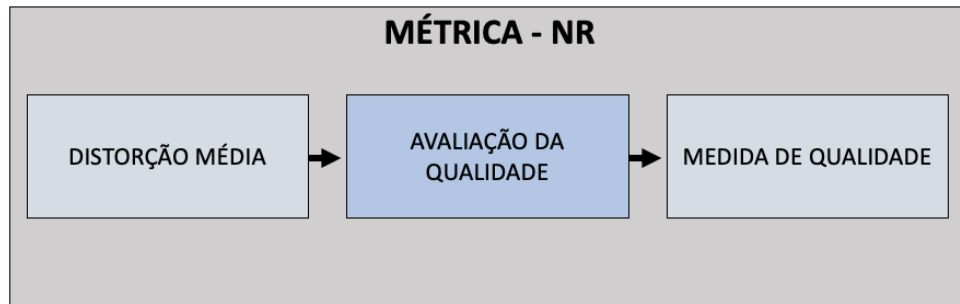 MÉTRICA - NR
DISTORÇÃO MÉDIA
AVALIAÇÃO DA
QUALIDADE
MEDIDA DE QUALIDADE